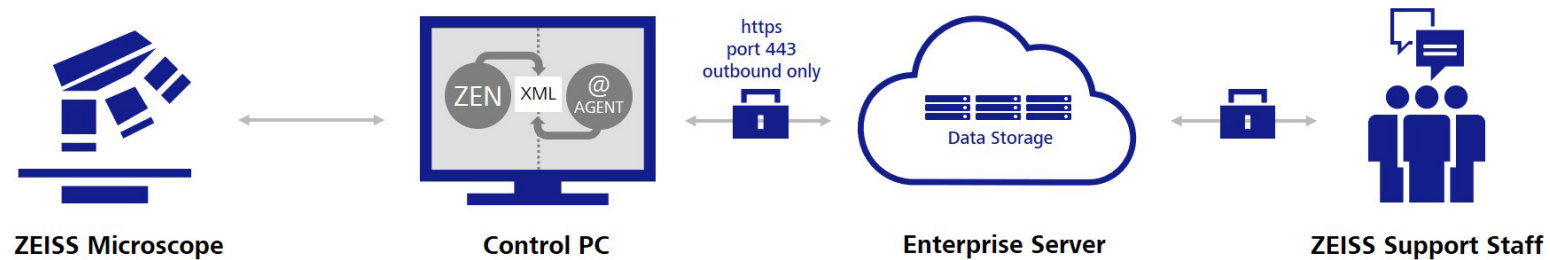 https
port 443
outbound only
ZEN
XML
@
AGENT
Data Storage
ZEISS Microscope
Control PC
Enterprise Server
ZEISS Support Staff